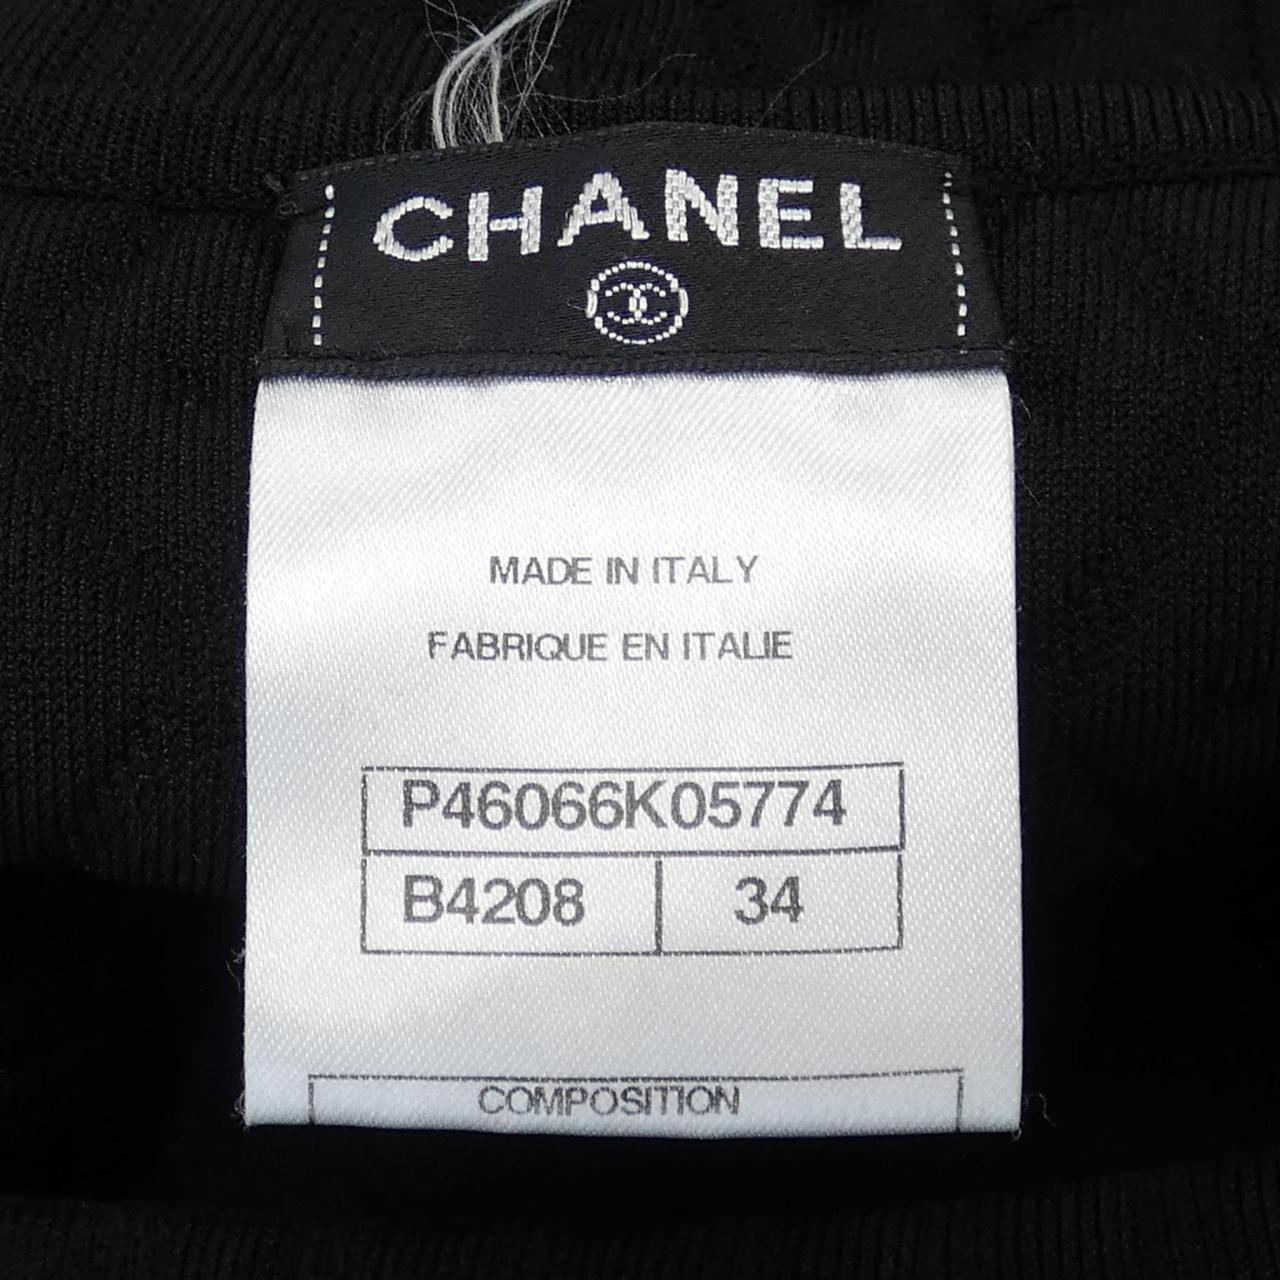 CHANEL
MADE IN ITALY
FABRIQUE EN ITALIE
P46066K05774
B4208 34
COMPOSITION